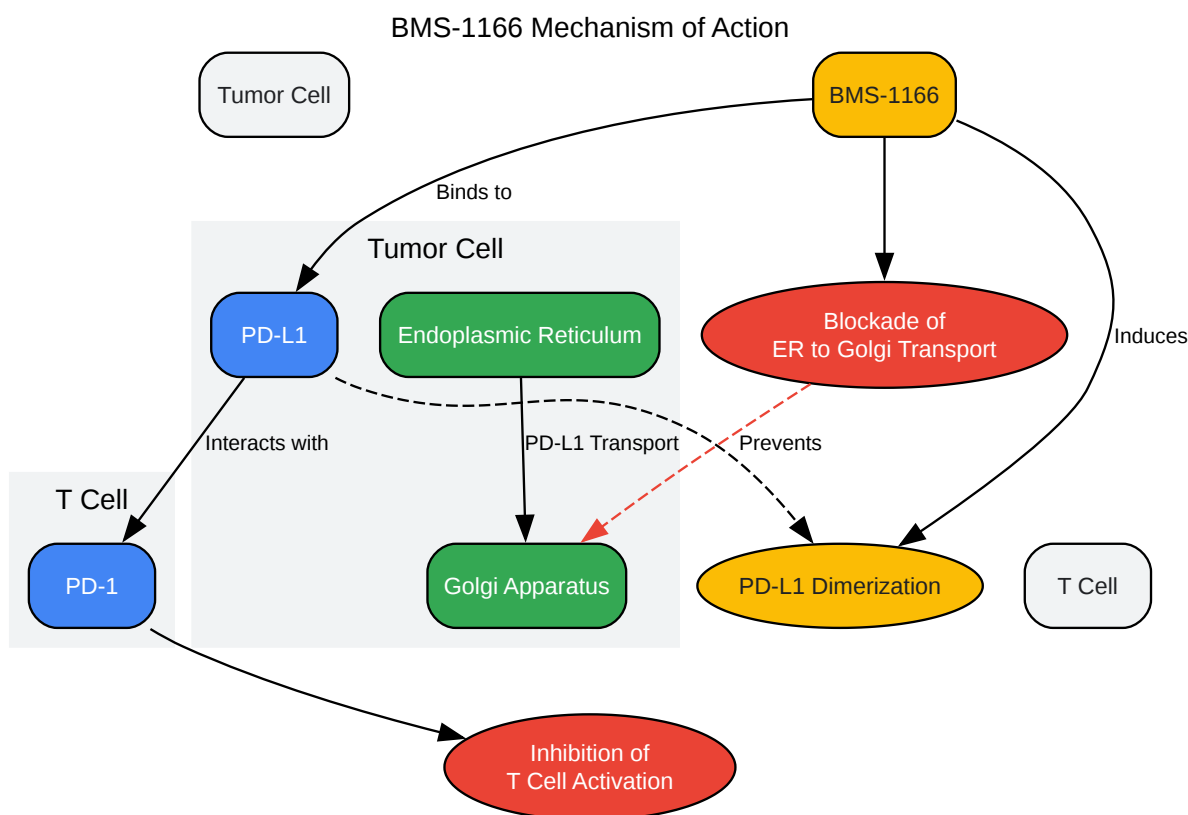 BMS-1166 Mechanism of Action
Tumor Cell
BMS-1166
Binds to
Tumor Cell
PD-L1
Endoplasmic Reticulum
Blockade of
ER to Golgi Transport
Induces
Interacts with
PD-L1 Transport
Prevents
T Cell
PD-1
Golgi Apparatus
PD-L1 Dimerization
T Cell
Inhibition of
T Cell Activation